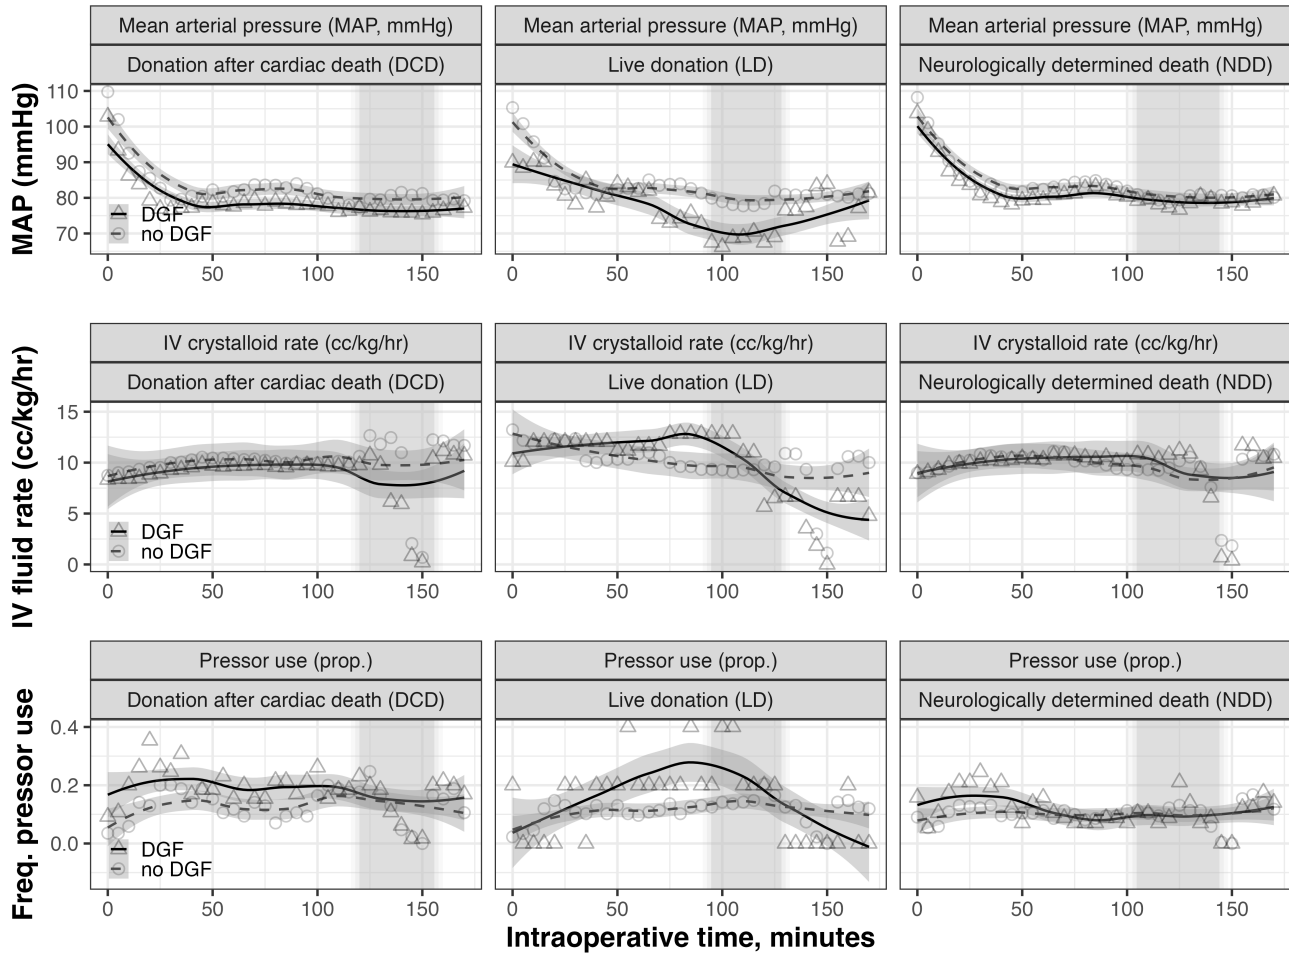 Mean arterial pressure (MAP, mmHg)
Mean arterial pressure (MAP, mmHg)
Mean arterial pressure (MAP, mmHg)
Donation after cardiac death (DCD)
Live donation (LD)
Neurologically determined death (NDD)
MAP (mmHg)
110
100
90
80
70
DGF
no DGF
0 50 100 150
0 50 100 150
0 50 100 150
IV crystalloid rate (cc/kg/hr)
IV crystalloid rate (cc/kg/hr)
IV crystalloid rate (cc/kg/hr)
Donation after cardiac death (DCD)
Live donation (LD)
Neurologically determined death (NDD)
IV fluid rate (cc/kg/hr)
15
10
5
0
DGF
no DGF
0 50 100 150
0 50 100 150
0 50 100 150
Pressor use (prop.)
Pressor use (prop.)
Pressor use (prop.)
Donation after cardiac death (DCD)
Live donation (LD)
Neurologically determined death (NDD)
Freq. pressor use
0.4
0.2
0.0
DGF
no DGF
0 50 100 150
0 50 100 150
0 50 100 150
Intraoperative time, minutes